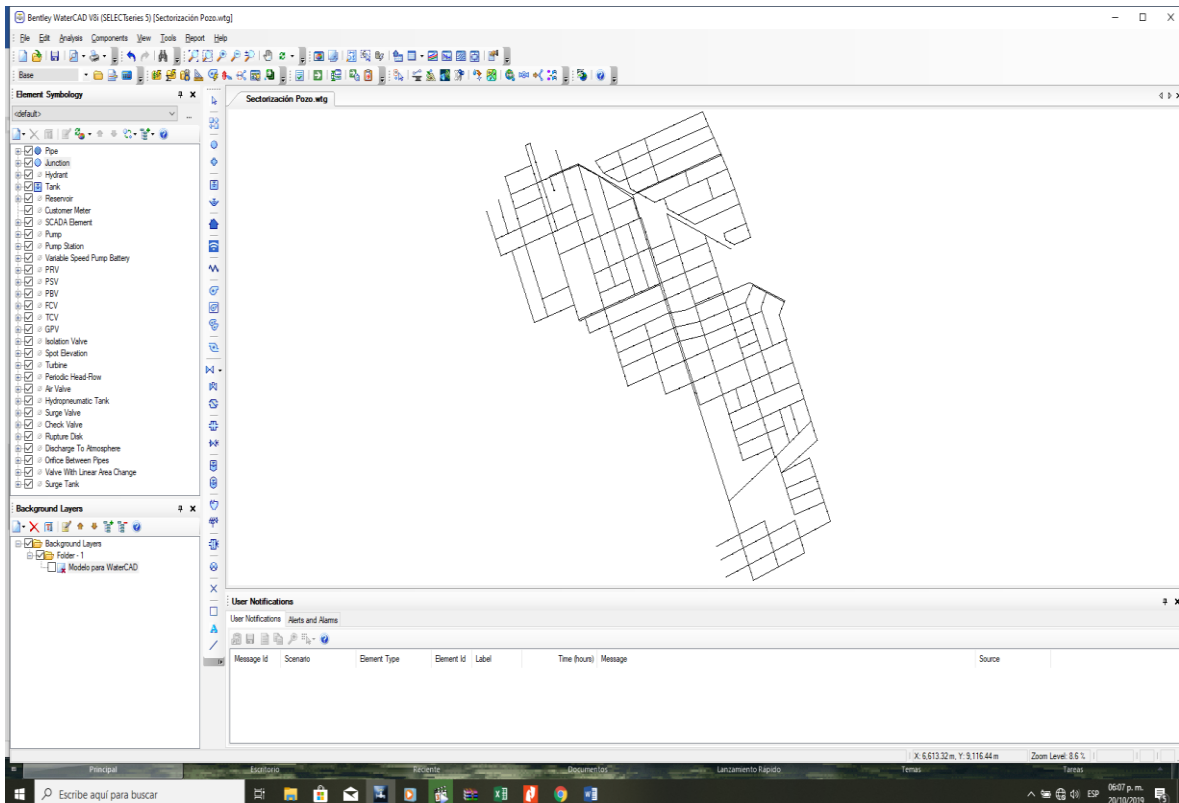 Bentley WaterCAD V8i (SELECTseries 5) [Sectorización Pozo.wtg]
File Edit Analysis Components View Tools Report Help
Base
Element Symbology
<default>
Pipe
Junction
Hydrant
Tank
Reservoir
Customer Meter
SCADA Element
Pump
Pump Station
Variable Speed Pump Battery
PRV
PSV
PBV
FCV
TCV
GPV
Isolation Valve
Spot Elevation
Turbine
Periodic Head-Flow
Air Valve
Hydropneumatic Tank
Surge Valve
Check Valve
Rupture Disk
Discharge To Atmosphere
Orifice Between Pipes
Valve With Linear Area Change
Surge Tank
Background Layers
Background Layers
Folder - 1
Modelo para WaterCAD
Sectorización Pozo.wtg
User Notifications
User Notifications Alerts and Alarms
Message Id Scenario Element Type Element Id Label Time (hours) Message Source
X: 6,613.32 m, Y: 9,116.44 m Zoom Level: 8.6 %
Principal Escritorio Reciente Documentos Lanzamiento Rápido Temas Tareas
Escribe aquí para buscar
ESP
06:07 p. m.
20/10/2019